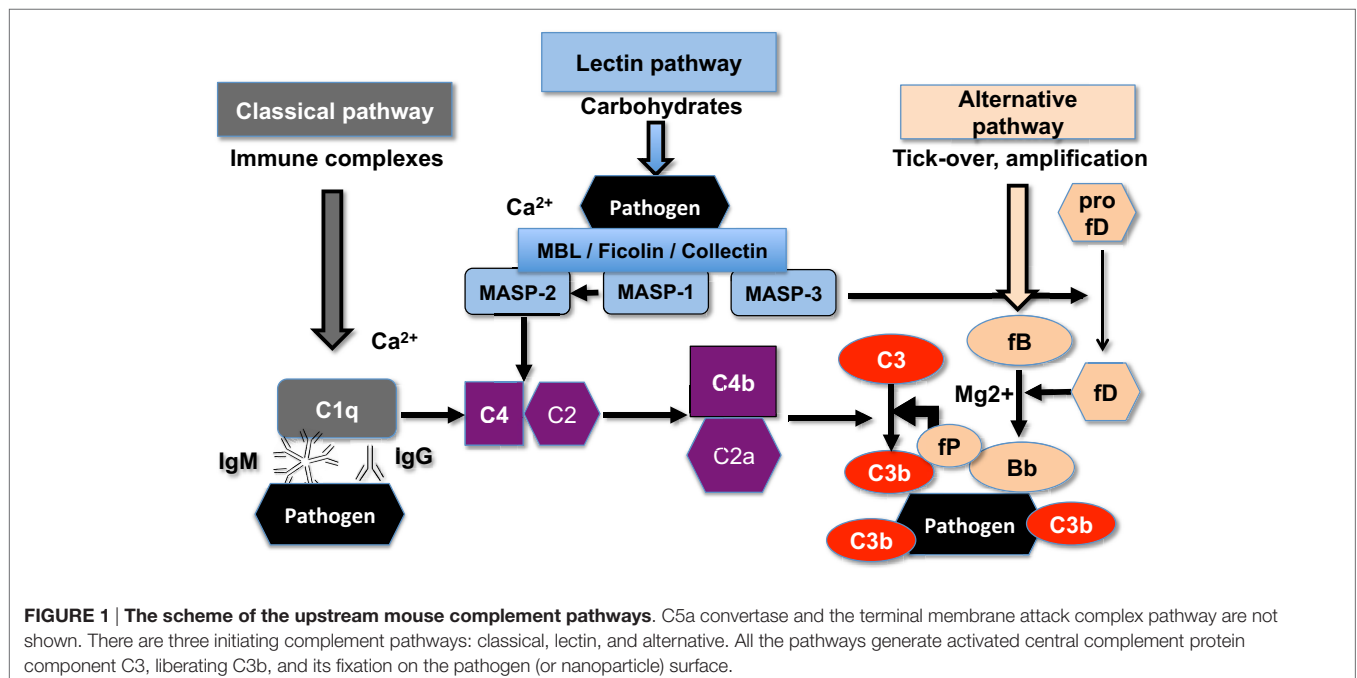 Lectin pathway
Carbohydrates
Classical pathway
Immune complexes
Alternative
pathway
Tick-over, amplification
Ca²⁺
Pathogen
pro
fD
MBL / Ficolin / Collectin
MASP-2
MASP-1
MASP-3
Ca²⁺
fB
C3
C1q
C4
C2
C4b
C2a
Mg2+
fD
IgM
IgG
fP
C3b
Bb
Pathogen
Pathogen
C3b
C3b
FIGURE 1 | The scheme of the upstream mouse complement pathways. C5a convertase and the terminal membrane attack complex pathway are not
shown. There are three initiating complement pathways: classical, lectin, and alternative. All the pathways generate activated central complement protein
component C3, liberating C3b, and its fixation on the pathogen (or nanoparticle) surface.